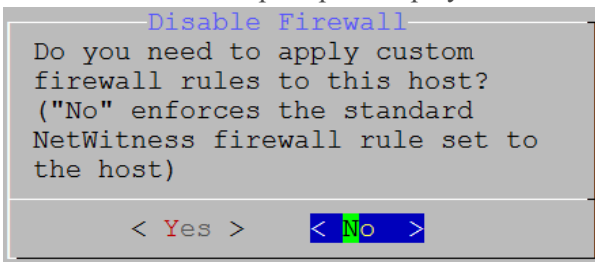 Disable Firewall
Do you need to apply custom
firewall rules to this host?
("No" enforces the standard
NetWitness firewall rule set to
the host)
< Yes > < No >